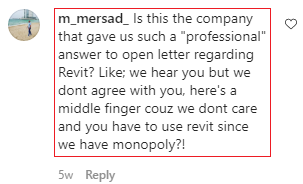 m_mersad_ Is this the company
that gave us such a "professional"
answer to open letter regarding
Revit? Like; we hear you but we
dont agree with you, here's a
middle finger couz we dont care
and you have to use revit since
we have monopoly?!
5w Reply